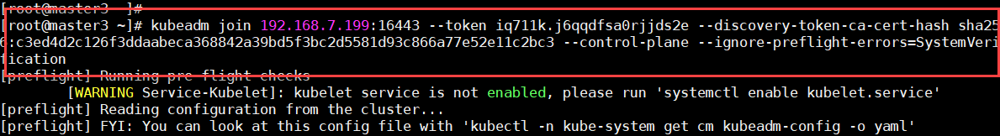 [root@master3 ~]#
[root@master3 ~]# kubeadm join 192.168.7.199:16443 --token iq711k.j6qqdfsa0rjjds2e --discovery-token-ca-cert-hash sha25
6:c3ed4d2c126f3ddaabeca368842a39bd5f3bc2d5581d93c866a77e52e11c2bc3 --control-plane --ignore-preflight-errors=SystemVeri
fication
[preflight] Running pre-flight checks
[WARNING Service-Kubelet]: kubelet service is not enabled, please run 'systemctl enable kubelet.service'
[preflight] Reading configuration from the cluster...
[preflight] FYI: You can look at this config file with 'kubectl -n kube-system get cm kubeadm-config -o yaml'